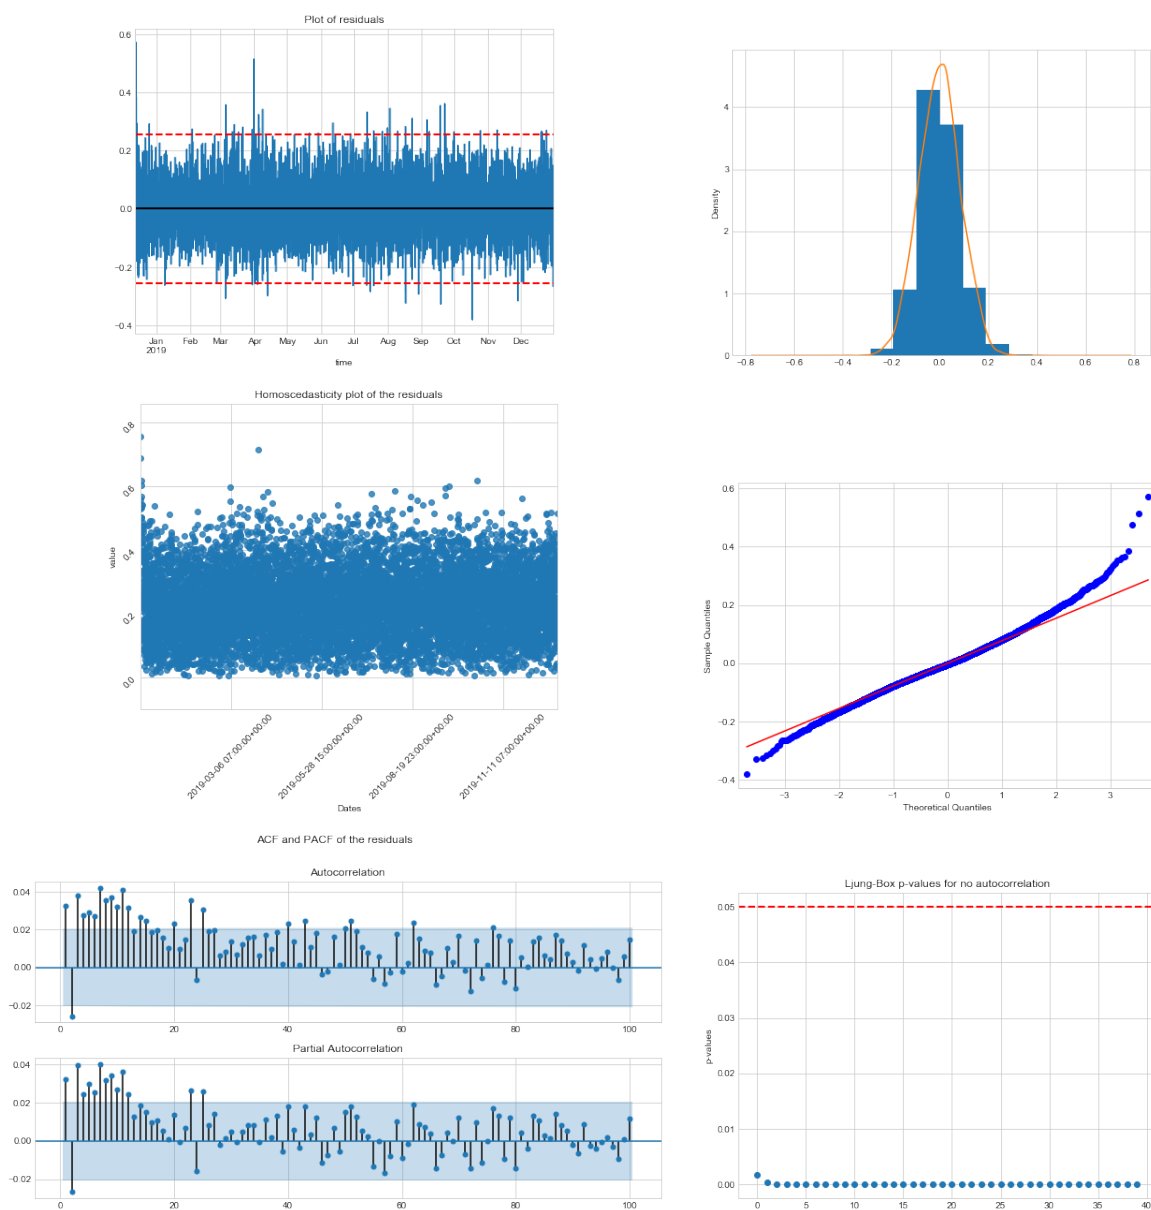 Plot of residuals
0.6
0.4
0.2
0.0
−0.2
−0.4
Jan Feb Mar Apr May Jun Jul Aug Sep Oct Nov Dec
2019
time
Density
4
3
2
1
0
−0.8 −0.6 −0.4 −0.2 0.0 0.2 0.4 0.6 0.8
Homoscedasticity plot of the residuals
value
0.8
0.6
0.4
0.2
0.0
2019-03-06 07:00:00+00:00
2019-05-28 15:00:00+00:00
2019-08-19 23:00:00+00:00
2019-11-11 07:00:00+00:00
Dates
Sample Quantiles
0.6
0.4
0.2
0.0
−0.2
−0.4
−3 −2 −1 0 1 2 3
Theoretical Quantiles
ACF and PACF of the residuals
Autocorrelation
0.04
0.02
0.00
−0.02
0 20 40 60 80 100
Partial Autocorrelation
0.04
0.02
0.00
−0.02
0 20 40 60 80 100
Ljung-Box p-values for no autocorrelation
p-values
0.05
0.04
0.03
0.02
0.01
0.00
0 5 10 15 20 25 30 35 40